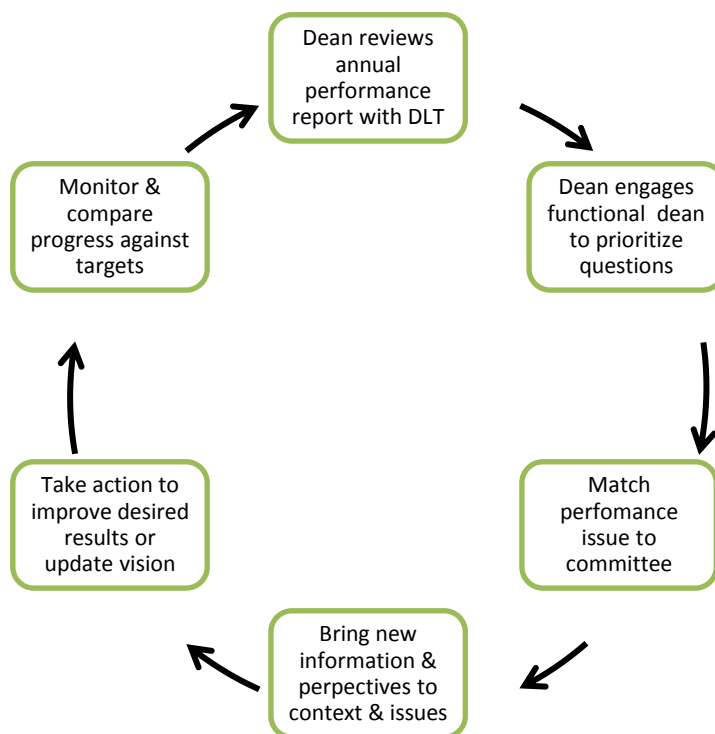 Dean reviews
annual
performance
report with DLT
Dean engages
functional dean
to prioritize
questions
Match
perfomance
issue to
committee
Bring new
information &
perpectives to
context & issues
Take action to
improve desired
results or
update vision
Monitor &
compare
progress against
targets